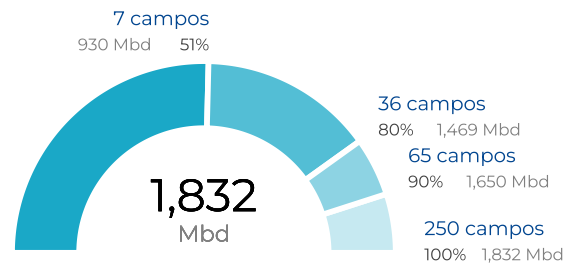 7 campos
930 Mbd 51%
36 campos
80% 1,469 Mbd
65 campos
90% 1,650 Mbd
1,832
Mbd
250 campos
100% 1,832 Mbd